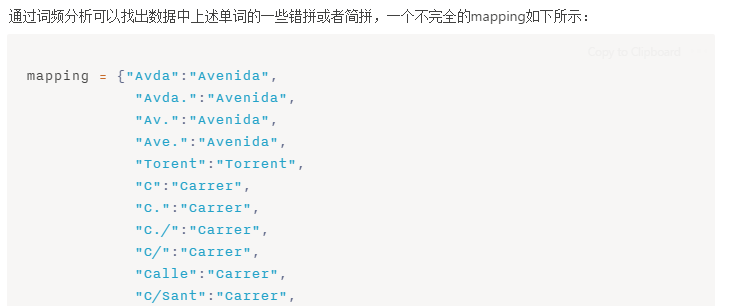 通过词频分析可以找出数据中上述单词的一些错拼或者简拼，一个不完全的mapping如下所示：
Copy to Clipboard
mapping = {"Avda":"Avenida",
"Avda.":"Avenida",
"Av.":"Avenida",
"Ave.":"Avenida",
"Torent":"Torrent",
"C":"Carrer",
"C.":"Carrer",
"C./":"Carrer",
"C/":"Carrer",
"Calle":"Carrer",
"C/Sant":"Carrer",